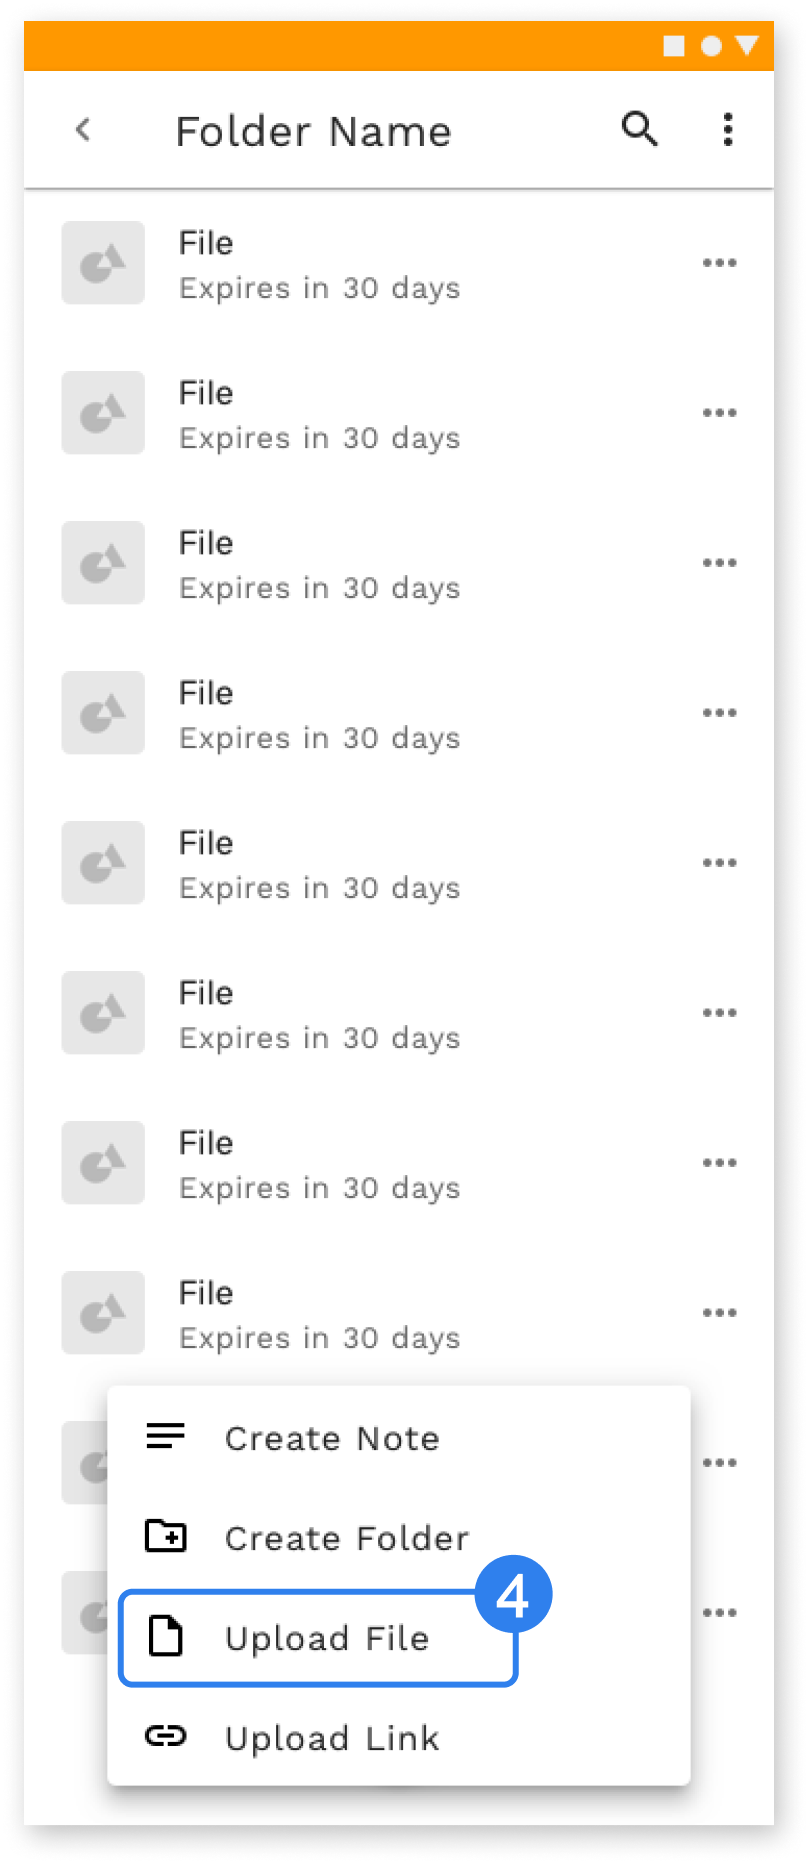 Folder Name
File
Expires in 30 days
File
Expires in 30 days
File
Expires in 30 days
File
Expires in 30 days
File
Expires in 30 days
File
Expires in 30 days
File
Expires in 30 days
File
Expires in 30 days
Create Note
Create Folder
4
Upload File
Upload Link